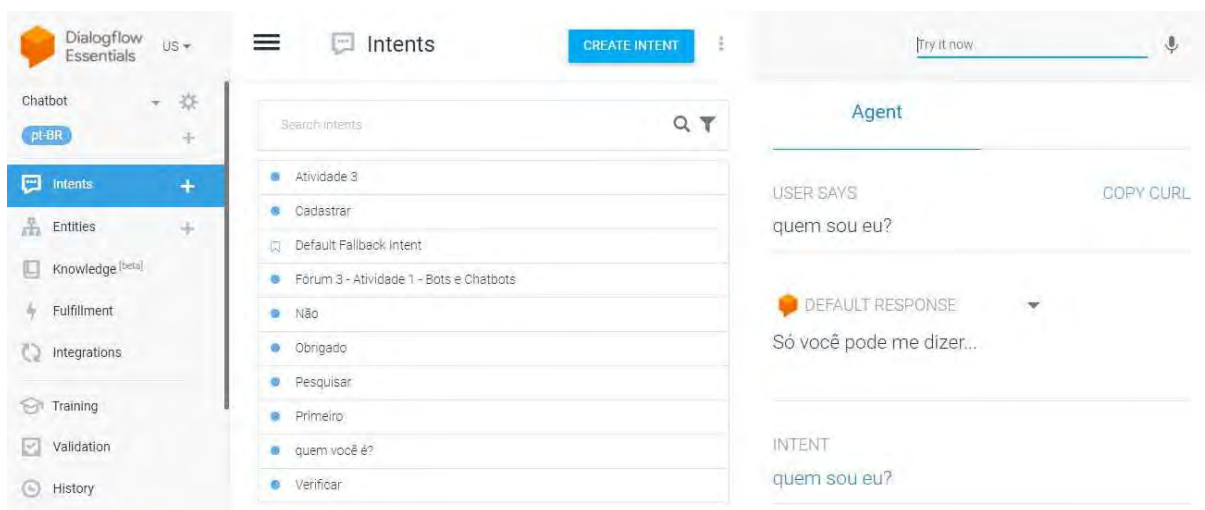 Dialogflow
Essentials
US
Chatbot
pt-BR
Intents
Entities
Knowledge [beta]
Fulfillment
Integrations
Training
Validation
History
Intents
CREATE INTENT
Search intents
Atividade 3
Cadastrar
Default Fallback Intent
Fórum 3 - Atividade 1 - Bots e Chatbots
Não
Obrigado
Pesquisar
Primeiro
quem você é?
Verificar
Try it now
Agent
USER SAYS
COPY CURL
quem sou eu?
DEFAULT RESPONSE
Só você pode me dizer...
INTENT
quem sou eu?